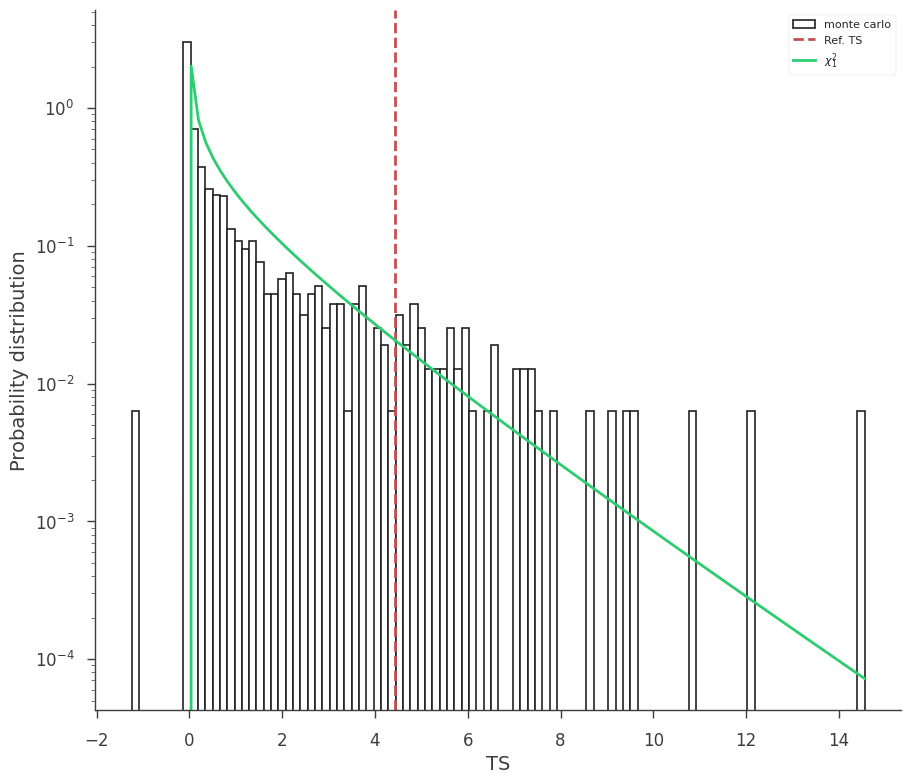 monte carlo
Ref. TS
χ²₁
10⁰
10⁻¹
10⁻²
10⁻³
10⁻⁴
Probability distribution
−2 0 2 4 6 8 10 12 14
TS